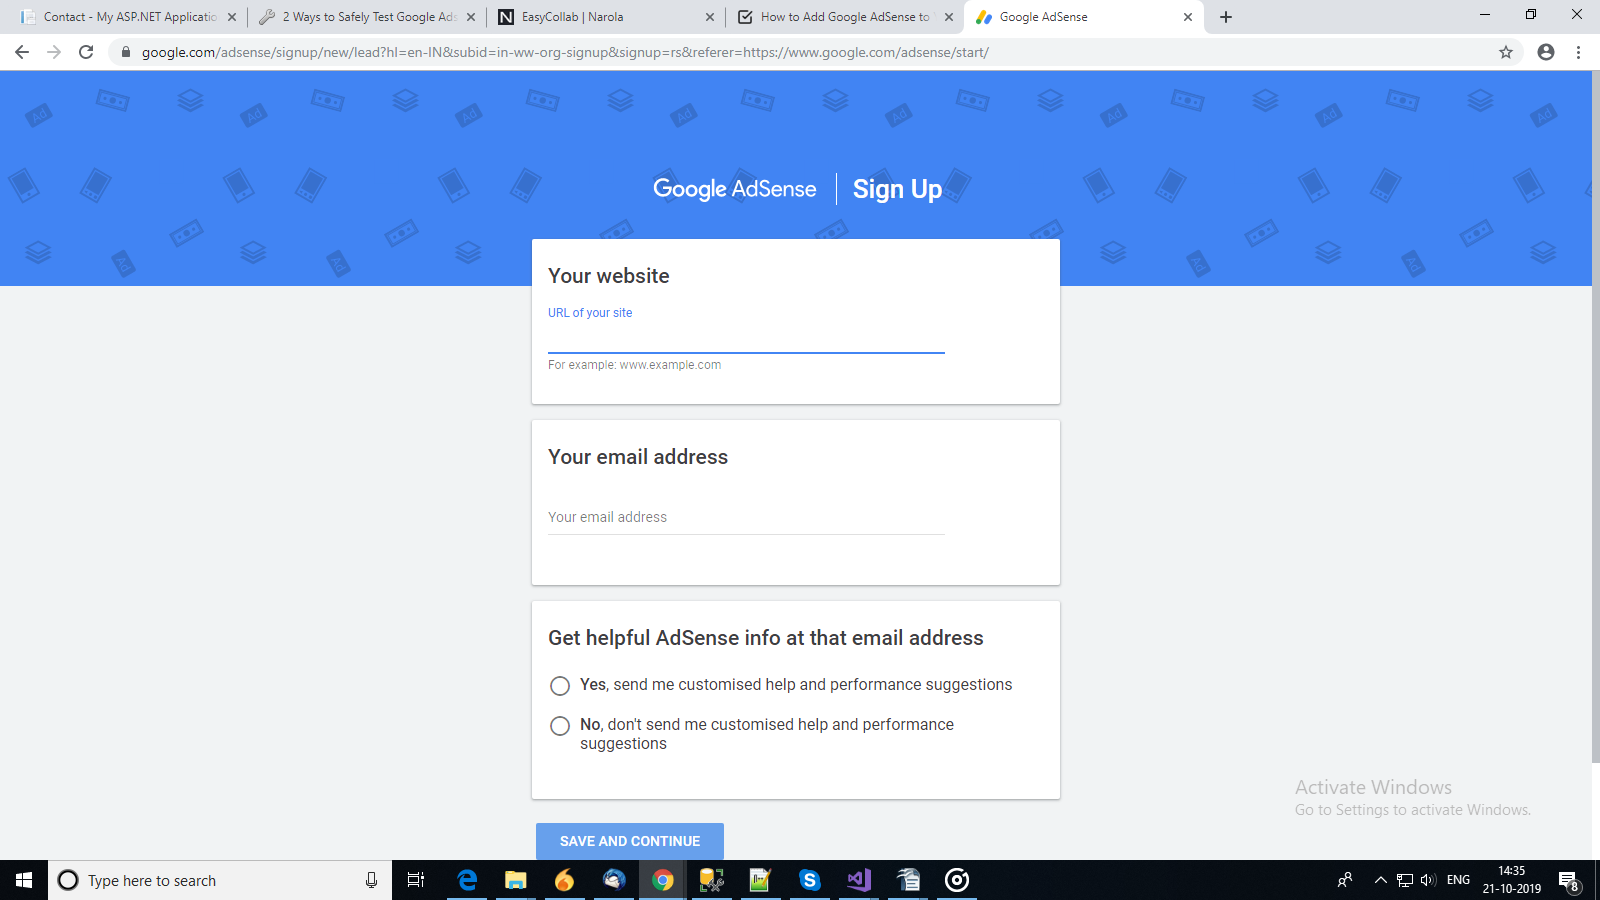 Contact - My ASP.NET Applicatio
2 Ways to Safely Test Google Ads
EasyCollab | Narola
How to Add Google AdSense to
Google AdSense
google.com/adsense/signup/new/lead?hl=en-IN&subid=in-ww-org-signup&signup=rs&referer=https://www.google.com/adsense/start/
Google AdSense | Sign Up
Your website
URL of your site
For example: www.example.com
Your email address
Your email address
Get helpful AdSense info at that email address
Yes, send me customised help and performance suggestions
No, don't send me customised help and performance
suggestions
SAVE AND CONTINUE
Activate Windows
Go to Settings to activate Windows.
Type here to search
ENG
14:35
21-10-2019
8